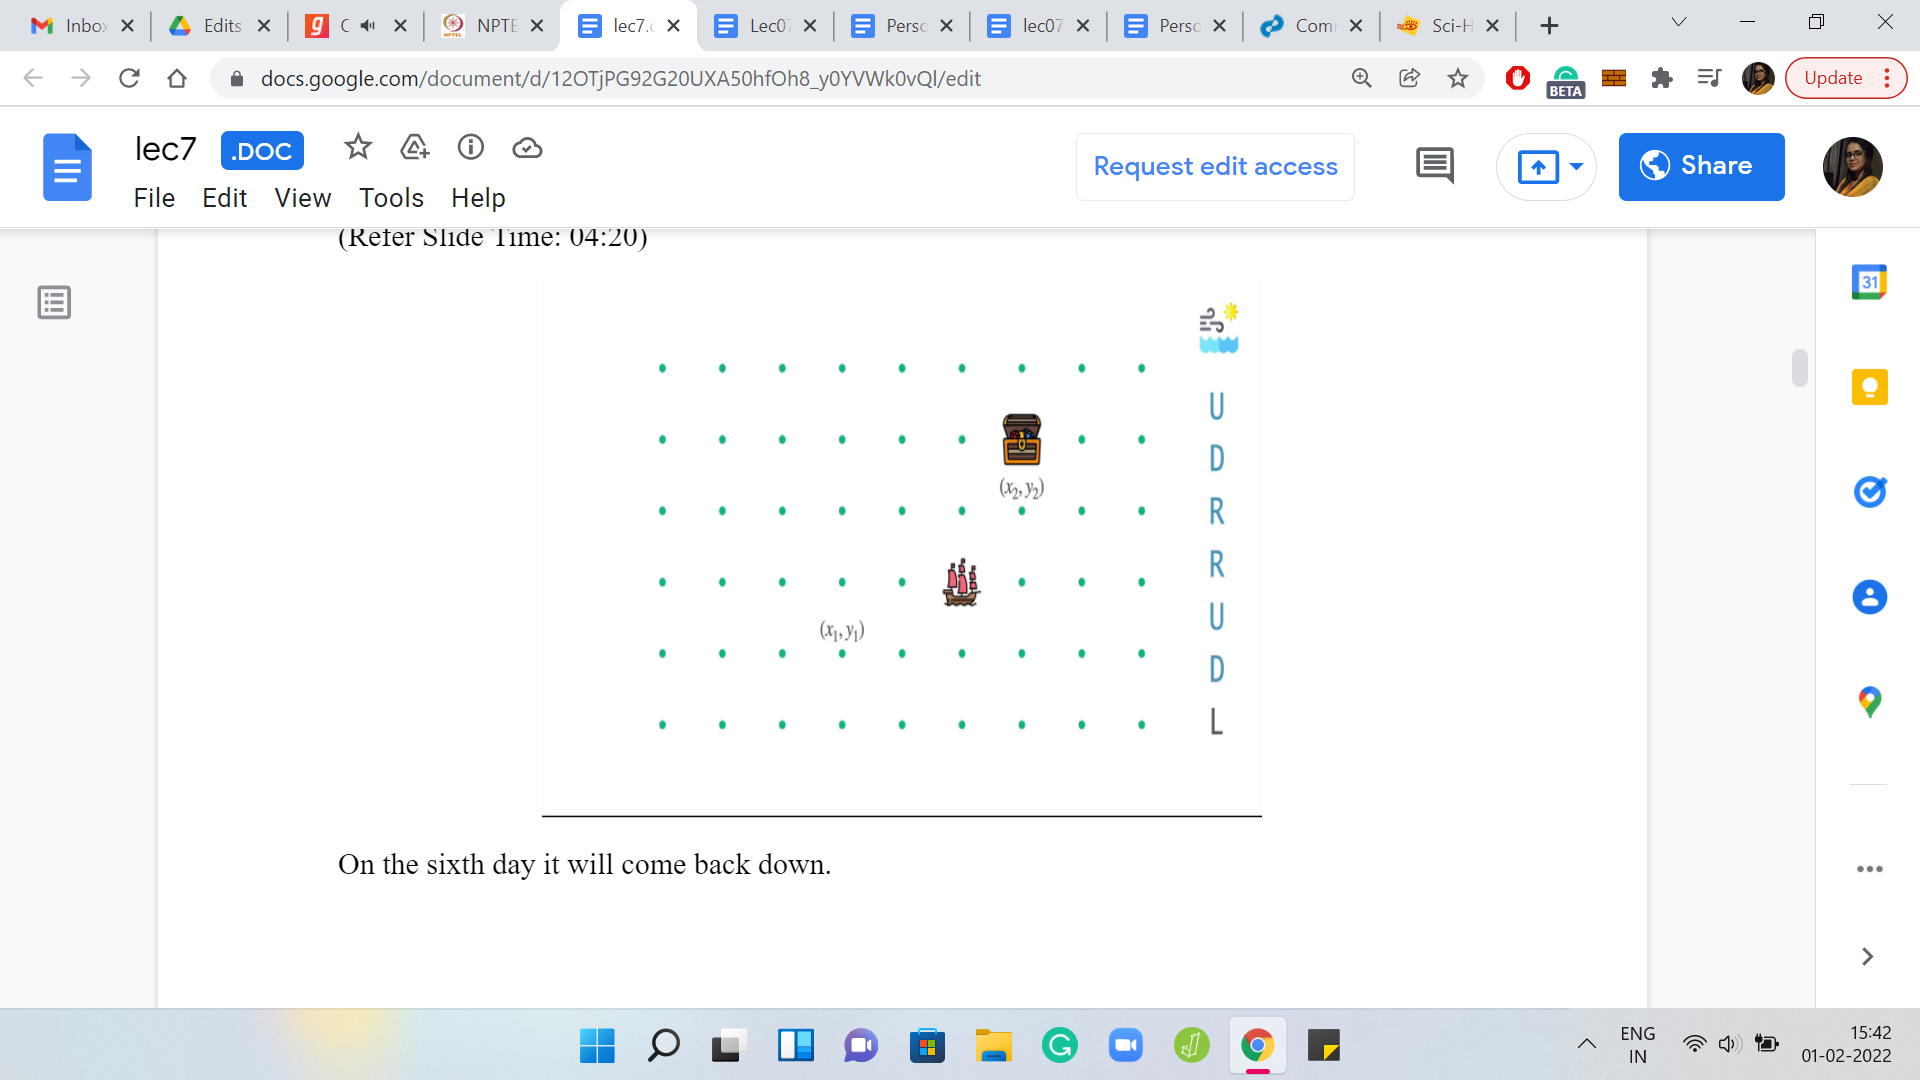 Inbox NPTE Edits C lec7.d Lec07 Perso lec07 Perso Com Sci-H
docs.google.com/document/d/12OTjPG92G20UXA50hfOh8_y0YVWk0vQl/edit
BETA
Update
lec7 .DOC
Request edit access
Share
File Edit View Tools Help
(Refer Slide Time: 04:20)
31
U
D
(x₂, y₂)
R
R
U
(x₁, y₁)
D
L
On the sixth day it will come back down.
ENG
IN
15:42
01-02-2022